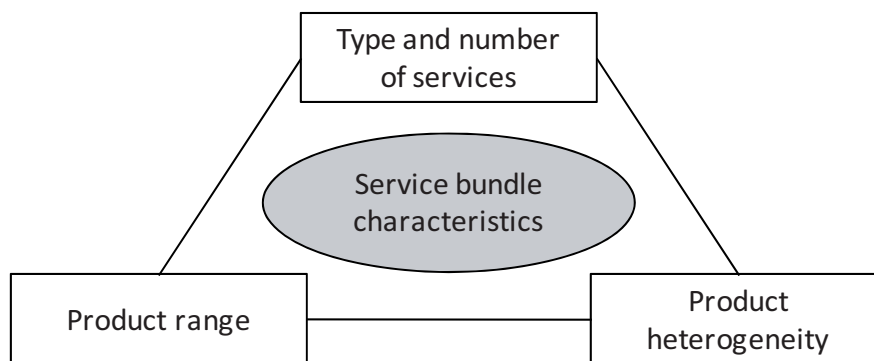 Type and number
of services
Service bundle
characteristics
Product range
Product
heterogeneity